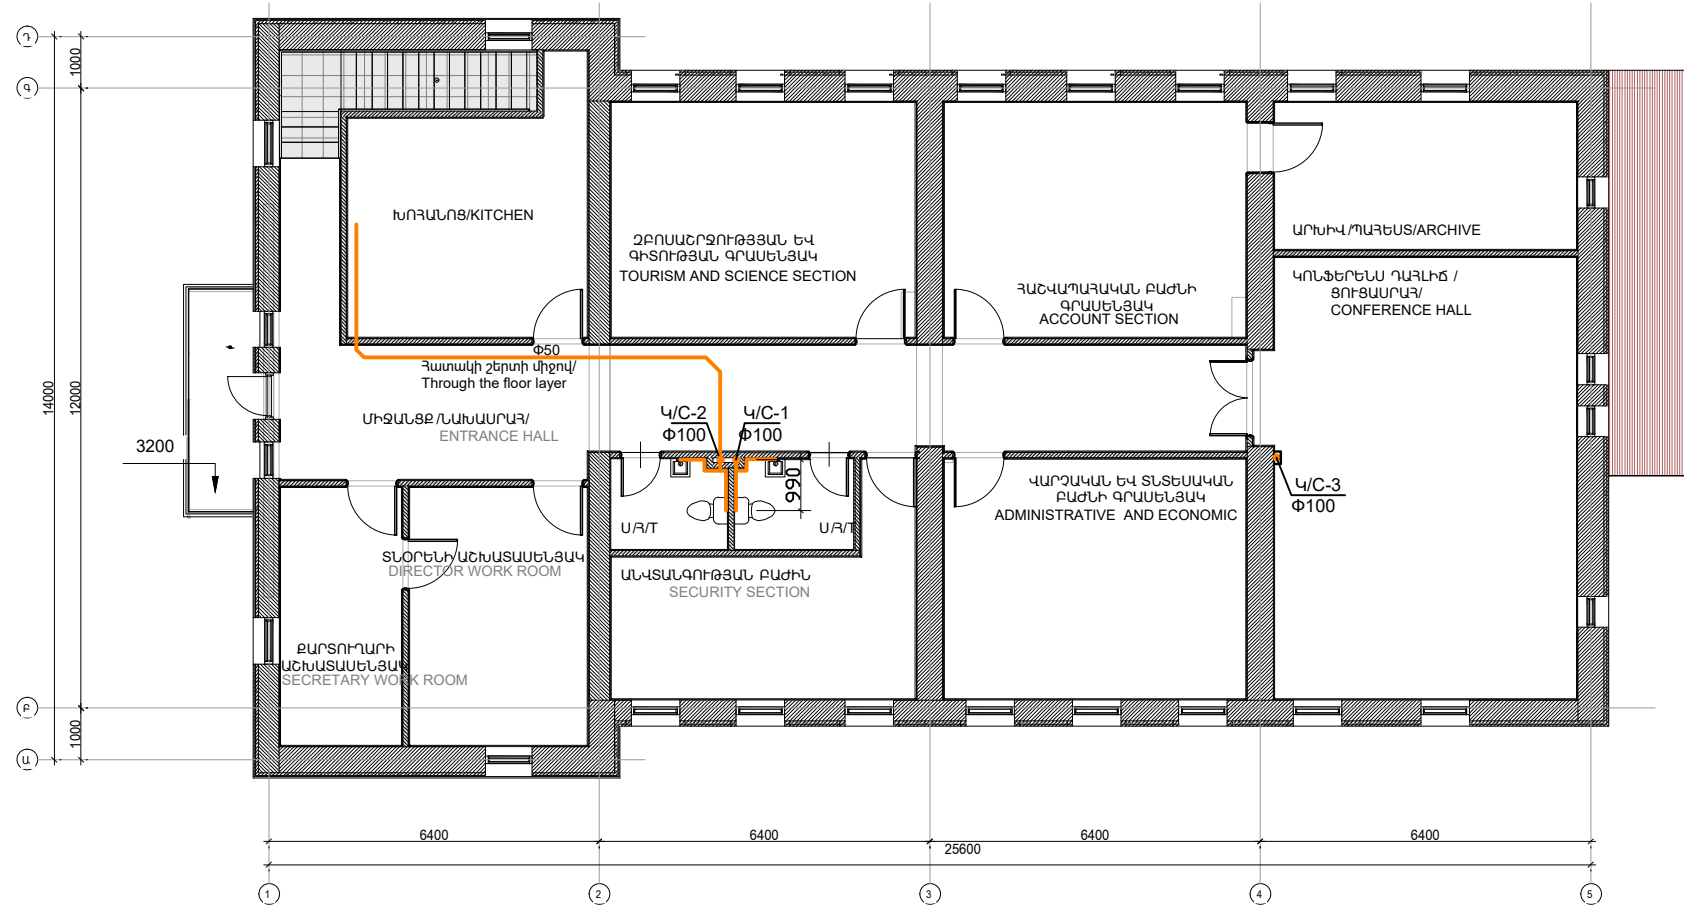 Դ
Գ
1000
ԽՈՀԱՆՈՑ/KITCHEN
ԶԲՈՍԱՇՐՋՈՒԹՅՅԱՆ ԵՎ
ԳԻՏՈՒԹՅԱՆ ԳՐԱՍԵՆՅԱԿ
TOURISM AND SCIENCE SECTION
ՀԱՇՎԱՊԱՀԱԿԱՆ ԲԱԺՆԻ
ԳՐԱՍԵՆՅԱԿ
ACCOUNT SECTION
ԱՐԽԻՎ/ՊԱՀԵՍՏ/ARCHIVE
ԿՈՆՖԵՐԵՆՍ ԴԱՀԼԻՃ /
ՑՈՒՑԱՍՐԱՀ/
CONFERENCE HALL
Φ50
Հատակի շերտի միջով/
Through the floor layer
14000
12000
ՄԻՋԱՆՑՔ/ՆԱԽԱՍՐԱՀ/
ENTRANCE HALL
Կ/C-2
Φ100
Կ/C-1
Φ100
3200
990
Կ/C-3
Φ100
Ս/Հ/T
Ս/Հ/T
ՎԱՐՉԱԿԱՆ ԵՎ ՏՆՏԵՍԱԿԱՆ
ԲԱԺՆԻ ԳՐԱՍԵՆՅԱԿ
ADMINISTRATIVE AND ECONOMIC
ՏՆՕՐԵՆԻ ԱՇԽԱՏԱՍԵՆՅԱԿ
DIRECTOR WORK ROOM
ԱՆՎՏԱՆԳՈՒԹՅԱՆ ԲԱԺԻՆ
SECURITY SECTION
ՔԱՐՏՈՒՂԱՐԻ
ԱՇԽԱՏԱՍԵՆՅԱԿ
SECRETARY WORK ROOM
Բ
1000
Ա
6400
6400
6400
6400
25600
1
2
3
4
5